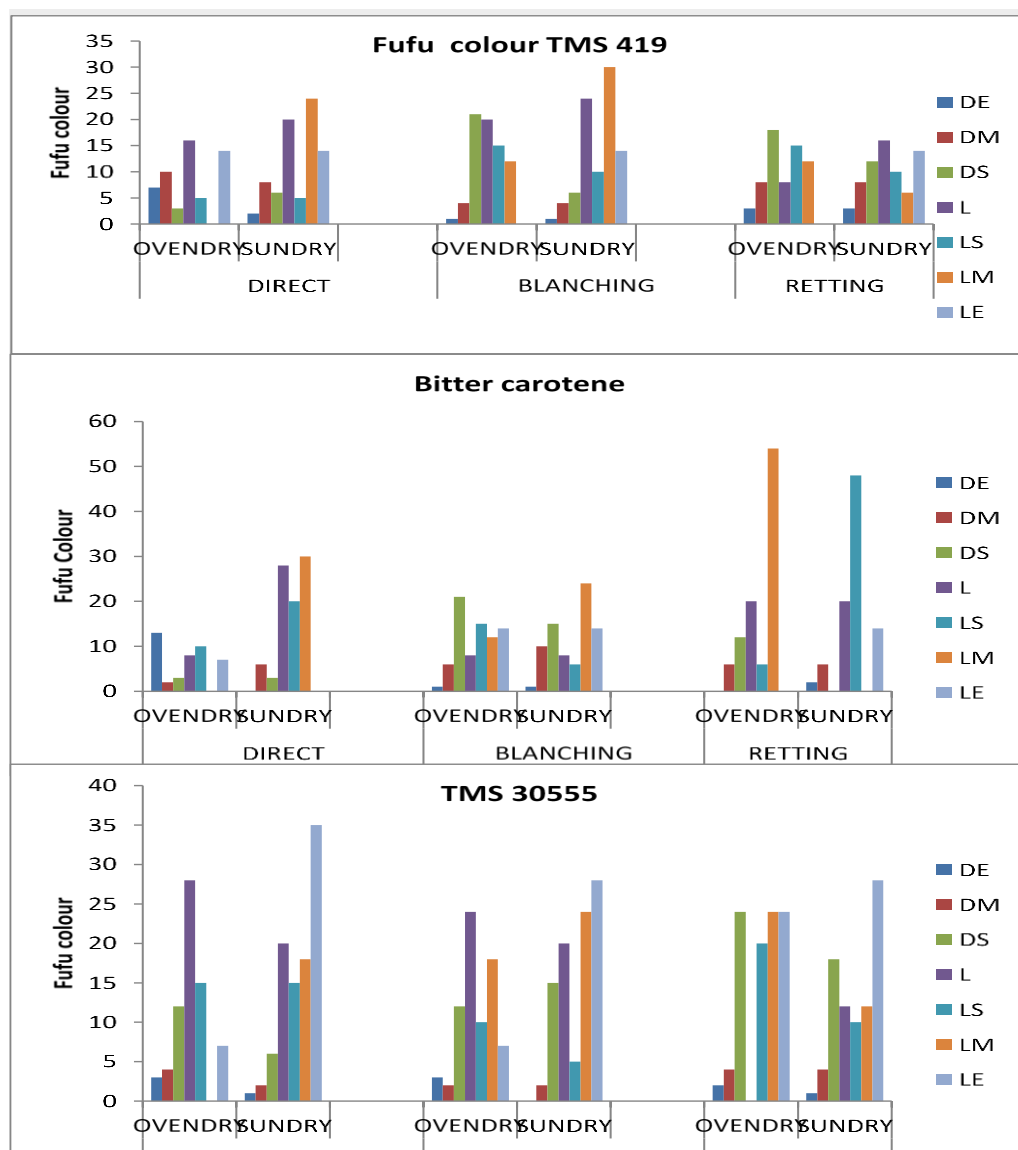 Fufu colour TMS 419
35
30
25
20
15
10
5
0
Fufu colour
OVENDRY SUNDRY OVENDRY SUNDRY OVENDRY SUNDRY
DIRECT BLANCHING RETTING
DE
DM
DS
L
LS
LM
LE
Bitter carotene
60
50
40
30
20
10
0
Fufu Colour
OVENDRY SUNDRY OVENDRY SUNDRY OVENDRY SUNDRY
DIRECT BLANCHING RETTING
DE
DM
DS
L
LS
LM
LE
TMS 30555
40
35
30
25
20
15
10
5
0
Fufu colour
OVENDRY SUNDRY OVENDRY SUNDRY OVENDRY SUNDRY
DE
DM
DS
L
LS
LM
LE